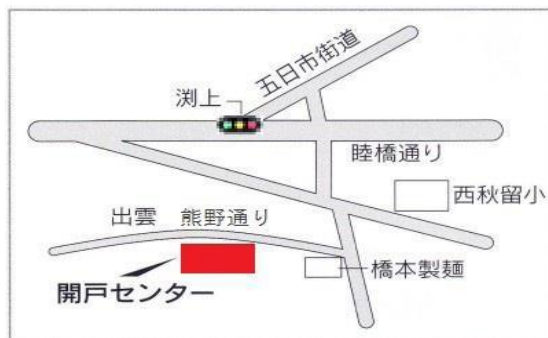 五日市街道
渕上
睦橋通り
西秋留小
出雲 熊野通り
橋本製麺
開戸センター